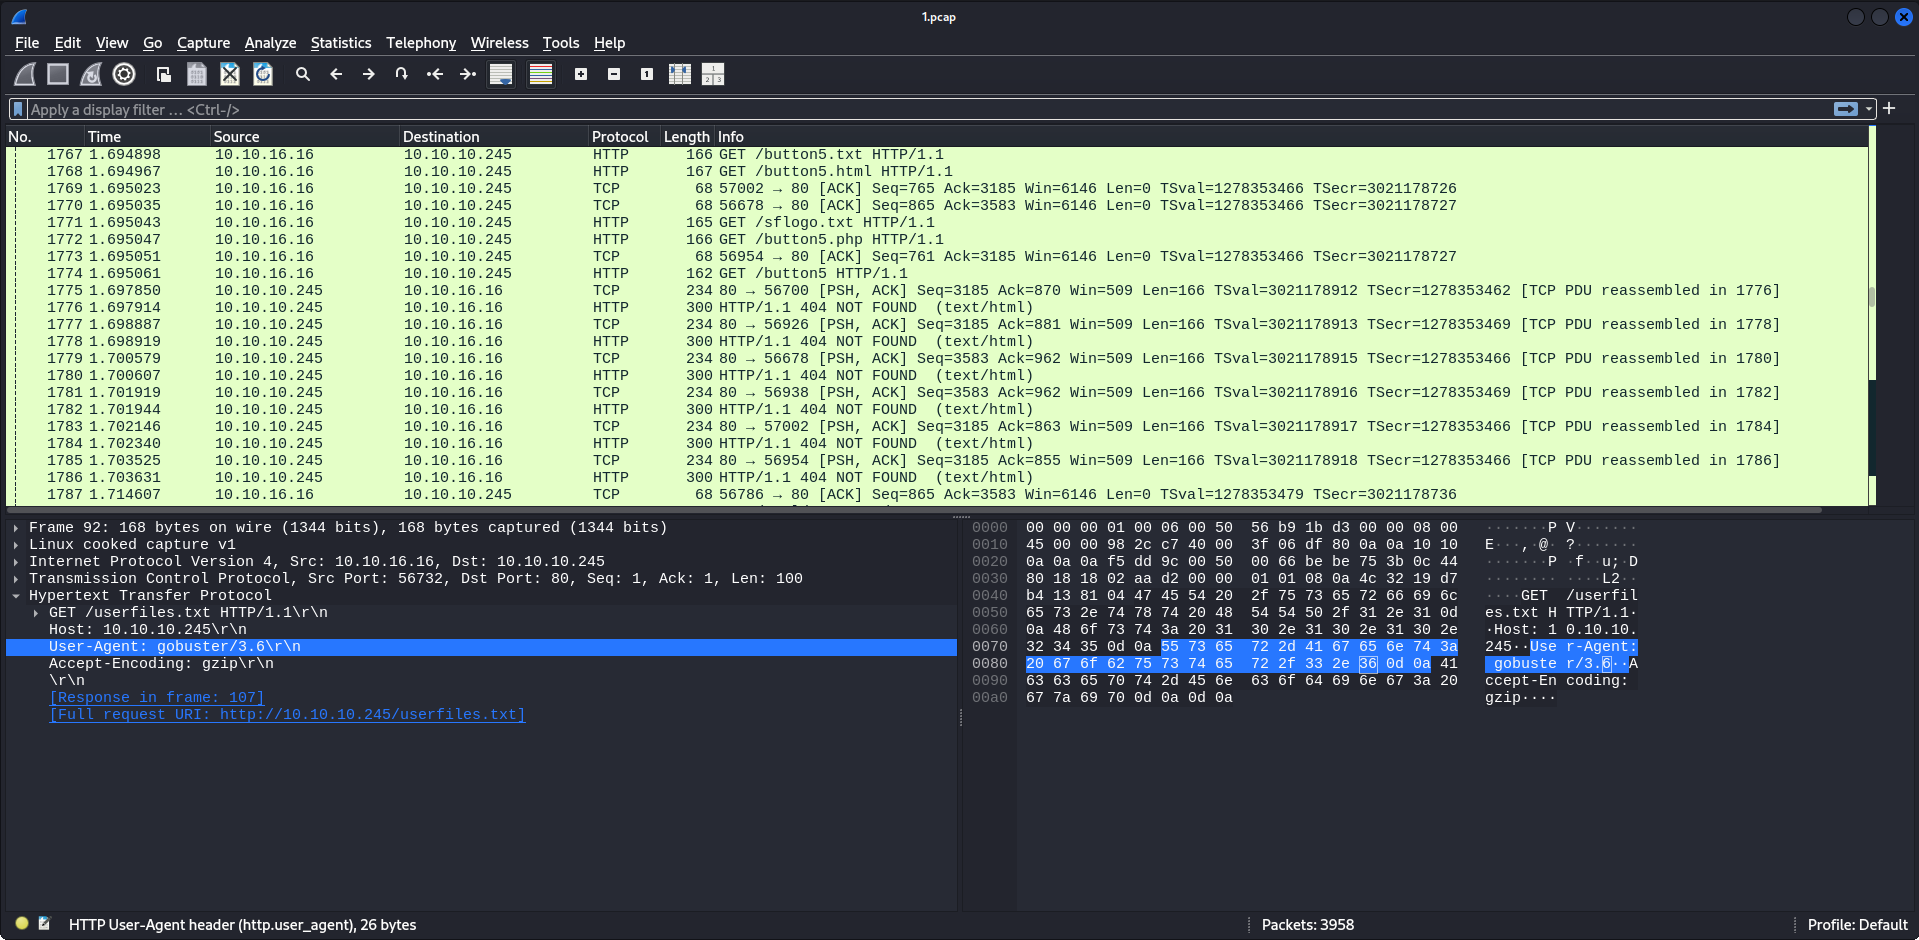 1.pcap
File Edit View Go Capture Analyze Statistics Telephony Wireless Tools Help
Apply a display filter … <Ctrl-/>
No. Time Source Destination Protocol Length Info
1767 1.694898 10.10.16.16 10.10.10.245 HTTP 166 GET /button5.txt HTTP/1.1
1768 1.694967 10.10.16.16 10.10.10.245 HTTP 167 GET /button5.html HTTP/1.1
1769 1.695023 10.10.16.16 10.10.10.245 TCP 68 57002 → 80 [ACK] Seq=765 Ack=3185 Win=6146 Len=0 TSval=1278353466 TSecr=3021178726
1770 1.695035 10.10.16.16 10.10.10.245 TCP 68 56678 → 80 [ACK] Seq=865 Ack=3583 Win=6146 Len=0 TSval=1278353466 TSecr=3021178727
1771 1.695043 10.10.16.16 10.10.10.245 HTTP 165 GET /sflogo.txt HTTP/1.1
1772 1.695047 10.10.16.16 10.10.10.245 HTTP 166 GET /button5.php HTTP/1.1
1773 1.695051 10.10.16.16 10.10.10.245 TCP 68 56954 → 80 [ACK] Seq=761 Ack=3185 Win=6146 Len=0 TSval=1278353466 TSecr=3021178727
1774 1.695061 10.10.16.16 10.10.10.245 HTTP 162 GET /button5 HTTP/1.1
1775 1.697850 10.10.10.245 10.10.16.16 TCP 234 80 → 56700 [PSH, ACK] Seq=3185 Ack=870 Win=509 Len=166 TSval=3021178912 TSecr=1278353462 [TCP PDU reassembled in 1776]
1776 1.697914 10.10.10.245 10.10.16.16 HTTP 300 HTTP/1.1 404 NOT FOUND (text/html)
1777 1.698887 10.10.10.245 10.10.16.16 TCP 234 80 → 56926 [PSH, ACK] Seq=3185 Ack=881 Win=509 Len=166 TSval=3021178913 TSecr=1278353469 [TCP PDU reassembled in 1778]
1778 1.698919 10.10.10.245 10.10.16.16 HTTP 300 HTTP/1.1 404 NOT FOUND (text/html)
1779 1.700579 10.10.10.245 10.10.16.16 TCP 234 80 → 56678 [PSH, ACK] Seq=3583 Ack=962 Win=509 Len=166 TSval=3021178915 TSecr=1278353466 [TCP PDU reassembled in 1780]
1780 1.700607 10.10.10.245 10.10.16.16 HTTP 300 HTTP/1.1 404 NOT FOUND (text/html)
1781 1.701919 10.10.10.245 10.10.16.16 TCP 234 80 → 56938 [PSH, ACK] Seq=3583 Ack=962 Win=509 Len=166 TSval=3021178916 TSecr=1278353469 [TCP PDU reassembled in 1782]
1782 1.701944 10.10.10.245 10.10.16.16 HTTP 300 HTTP/1.1 404 NOT FOUND (text/html)
1783 1.702146 10.10.10.245 10.10.16.16 TCP 234 80 → 57002 [PSH, ACK] Seq=3185 Ack=863 Win=509 Len=166 TSval=3021178917 TSecr=1278353466 [TCP PDU reassembled in 1784]
1784 1.702340 10.10.10.245 10.10.16.16 HTTP 300 HTTP/1.1 404 NOT FOUND (text/html)
1785 1.703525 10.10.10.245 10.10.16.16 TCP 234 80 → 56954 [PSH, ACK] Seq=3185 Ack=855 Win=509 Len=166 TSval=3021178918 TSecr=1278353466 [TCP PDU reassembled in 1786]
1786 1.703631 10.10.10.245 10.10.16.16 HTTP 300 HTTP/1.1 404 NOT FOUND (text/html)
1787 1.714607 10.10.16.16 10.10.10.245 TCP 68 56786 → 80 [ACK] Seq=865 Ack=3583 Win=6146 Len=0 TSval=1278353479 TSecr=3021178736
Frame 92: 168 bytes on wire (1344 bits), 168 bytes captured (1344 bits)
Linux cooked capture v1
Internet Protocol Version 4, Src: 10.10.16.16, Dst: 10.10.10.245
Transmission Control Protocol, Src Port: 56732, Dst Port: 80, Seq: 1, Ack: 1, Len: 100
Hypertext Transfer Protocol
GET /userfiles.txt HTTP/1.1\r\n
Host: 10.10.10.245\r\n
User-Agent: gobuster/3.6\r\n
Accept-Encoding: gzip\r\n
\r\n
[Response in frame: 107]
[Full request URI: http://10.10.10.245/userfiles.txt]
0000 00 00 00 01 00 06 00 50 56 b9 1b d3 00 00 08 00 ·······P V·······
0010 45 00 00 98 2c c7 40 00 3f 06 df 80 0a 0a 10 10 E···,·@· ?·······
0020 0a 0a 0a f5 dd 9c 00 50 00 66 be be 75 3b 0c 44 ·······P ·f··u;·D
0030 80 18 18 02 aa d2 00 00 01 01 08 0a 4c 32 19 d7 ········ ····L2··
0040 b4 13 81 04 47 45 54 20 2f 75 73 65 72 66 69 6c ····GET /userfil
0050 65 73 2e 74 78 74 20 48 54 54 50 2f 31 2e 31 0d es.txt H TTP/1.1·
0060 0a 48 6f 73 74 3a 20 31 30 2e 31 30 2e 31 30 2e ·Host: 1 0.10.10.
0070 32 34 35 0d 0a 55 73 65 72 2d 41 67 65 6e 74 3a 245··Use r-Agent:
0080 20 67 6f 62 75 73 74 65 72 2f 33 2e 36 0d 0a 41 gobuste r/3.6··A
0090 63 63 65 70 74 2d 45 6e 63 6f 64 69 6e 67 3a 20 ccept-En coding:
00a0 67 7a 69 70 0d 0a 0d 0a gzip····
HTTP User-Agent header (http.user_agent), 26 bytes
Packets: 3958
Profile: Default